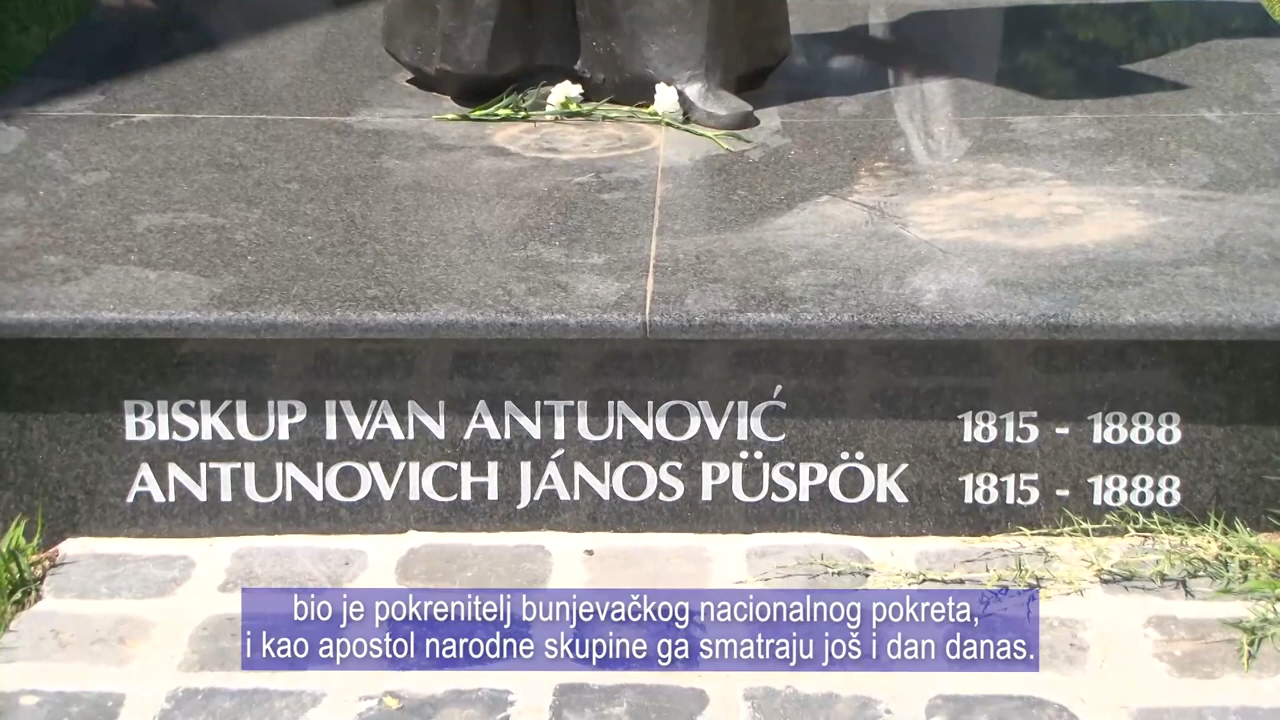 BISKUP IVAN ANTUNOVIĆ 1815 - 1888
ANTUNOVICH JÁNOS PÜSPÖK 1815 - 1888
bio je pokrenitelj bunjevačkog nacionalnog pokreta,
i kao apostol narodne skupine ga smatraju još i dan danas.